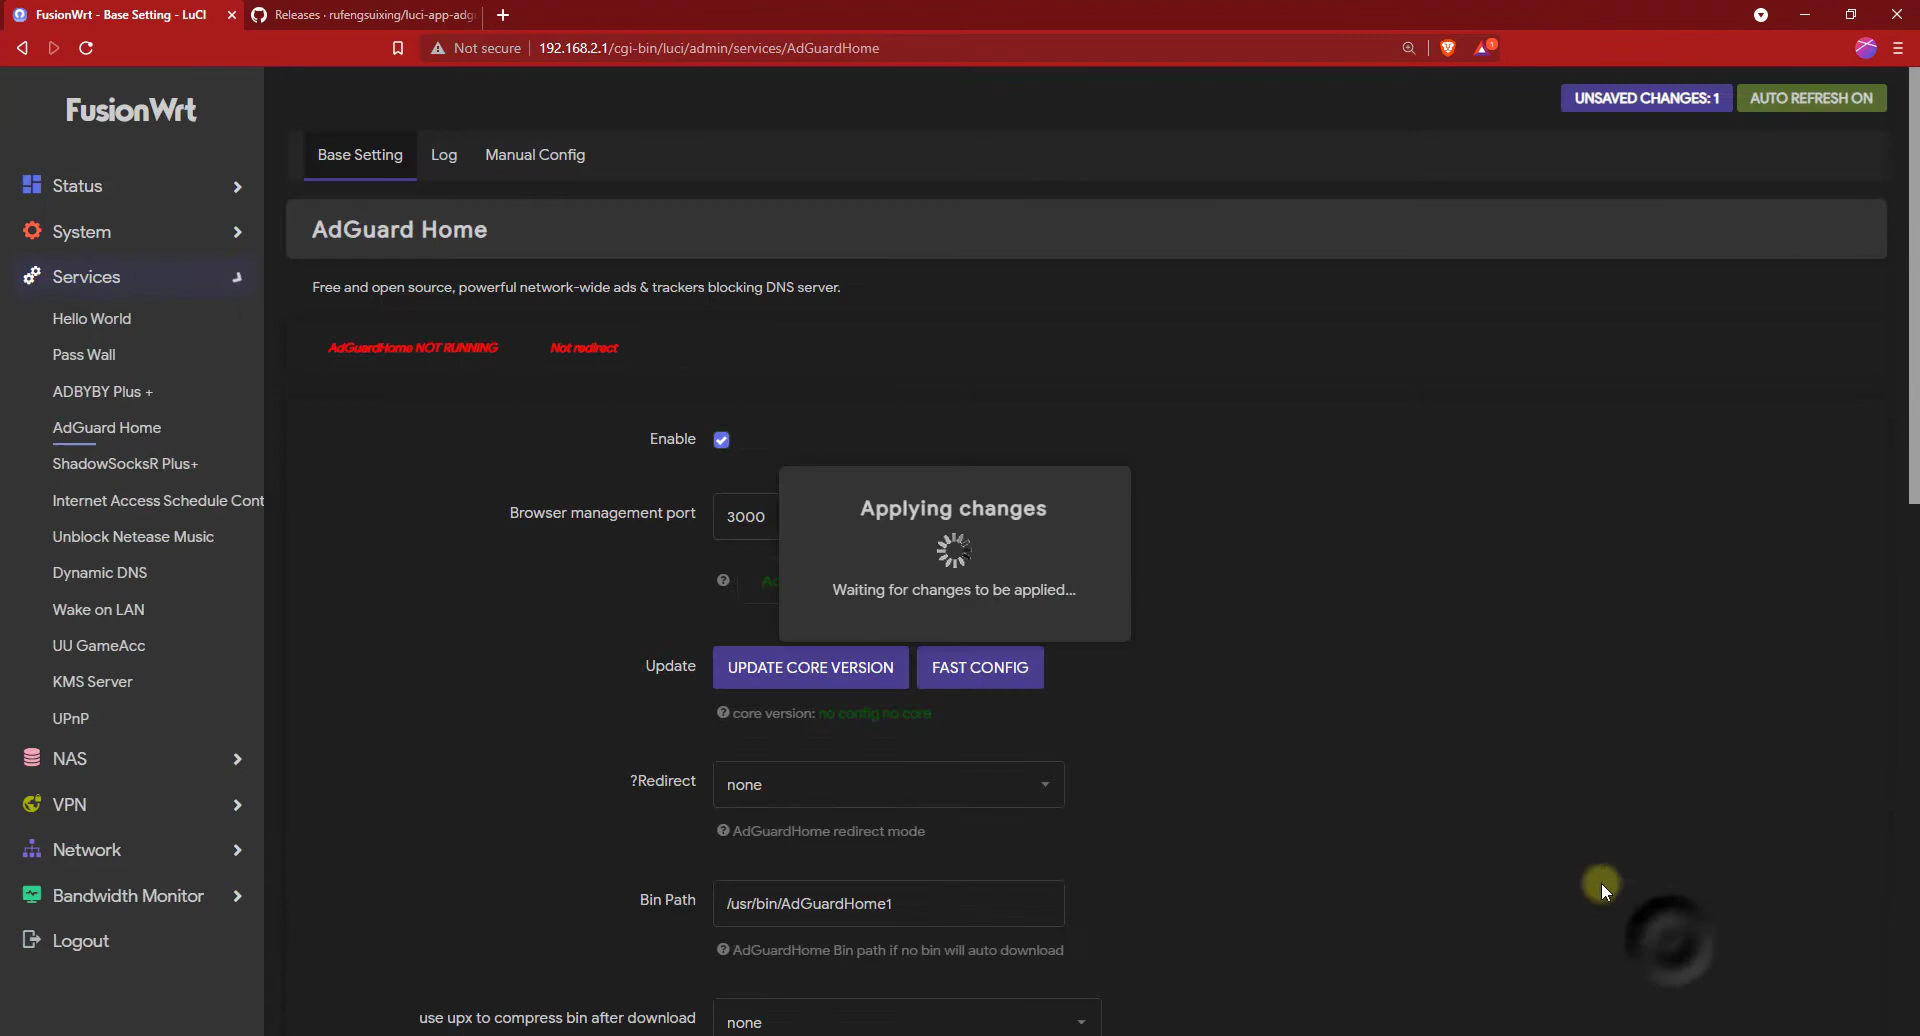 FusionWrt - Base Setting - LuCI
Releases · rufengsuixing/luci-app-adg
Not secure
192.168.2.1/cgi-bin/luci/admin/services/AdGuardHome
1
FusionWrt
UNSAVED CHANGES: 1
AUTO REFRESH ON
Base Setting
Log
Manual Config
Status
System
Services
Hello World
Pass Wall
ADBYBY Plus +
AdGuard Home
ShadowSocksR Plus+
Internet Access Schedule Cont
Unblock Netease Music
Dynamic DNS
Wake on LAN
UU GameAcc
KMS Server
UPnP
NAS
VPN
Network
Bandwidth Monitor
Logout
AdGuard Home
Free and open source, powerful network-wide ads & trackers blocking DNS server.
AdGuardHome NOT RUNNING
Not redirect
Enable
Browser management port
3000
Applying changes
Waiting for changes to be applied...
Update
UPDATE CORE VERSION
FAST CONFIG
core version: no config no core
?Redirect
none
AdGuardHome redirect mode
Bin Path
/usr/bin/AdGuardHome1
AdGuardHome Bin path if no bin will auto download
use upx to compress bin after download
none